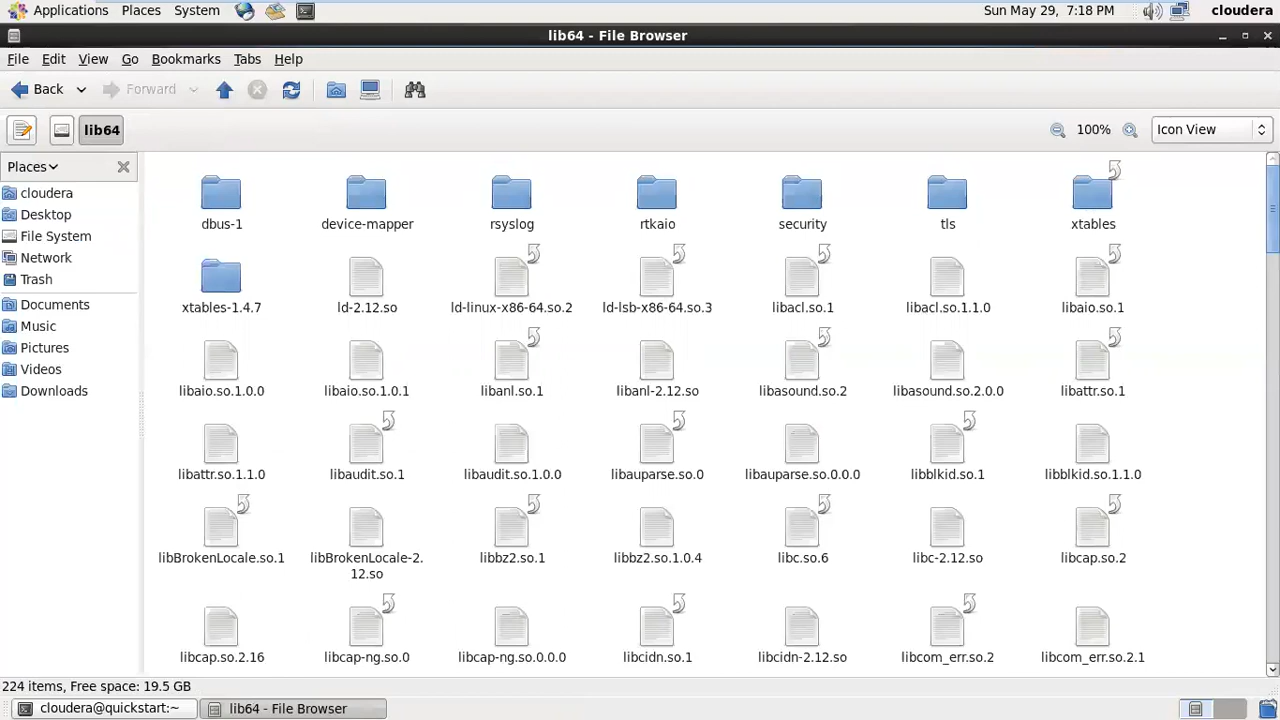 Applications Places System Sun May 29, 7:18 PM cloudera
lib64 - File Browser
File Edit View Go Bookmarks Tabs Help
Back Forward
lib64 100% Icon View
Places
cloudera
Desktop
File System
Network
Trash
Documents
Music
Pictures
Videos
Downloads
dbus-1 device-mapper rsyslog rtkaio security tls xtables
xtables-1.4.7 ld-2.12.so ld-linux-x86-64.so.2 ld-lsb-x86-64.so.3 libacl.so.1 libacl.so.1.1.0 libaio.so.1
libaio.so.1.0.0 libaio.so.1.0.1 libanl.so.1 libanl-2.12.so libasound.so.2 libasound.so.2.0.0 libattr.so.1
libattr.so.1.1.0 libaudit.so.1 libaudit.so.1.0.0 libauparse.so.0 libauparse.so.0.0.0 libblkid.so.1 libblkid.so.1.1.0
libBrokenLocale.so.1 libBrokenLocale-2. libbz2.so.1 libbz2.so.1.0.4 libc.so.6 libc-2.12.so libcap.so.2
12.so
libcap.so.2.16 libcap-ng.so.0 libcap-ng.so.0.0.0 libcidn.so.1 libcidn-2.12.so libcom_err.so.2 libcom_err.so.2.1
224 items, Free space: 19.5 GB
cloudera@quickstart:~ lib64 - File Browser